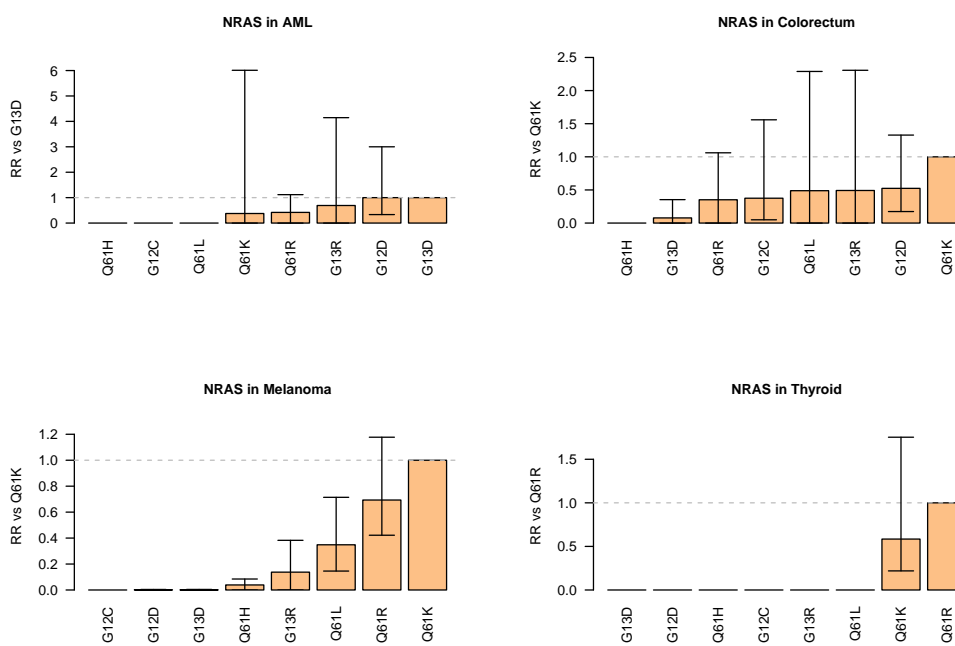 NRAS in AML
RR vs G13D
6
5
4
3
2
1
0
Q61H G12C Q61L Q61K Q61R G13R G12D G13D
NRAS in Colorectum
RR vs Q61K
2.5
2.0
1.5
1.0
0.5
0.0
Q61H G13D Q61R G12C Q61L G13R G12D Q61K
NRAS in Melanoma
RR vs Q61K
1.2
1.0
0.8
0.6
0.4
0.2
0.0
G12C G12D G13D Q61H G13R Q61L Q61R Q61K
NRAS in Thyroid
RR vs Q61R
1.5
1.0
0.5
0.0
G13D G12D Q61H G12C G13R Q61L Q61K Q61R